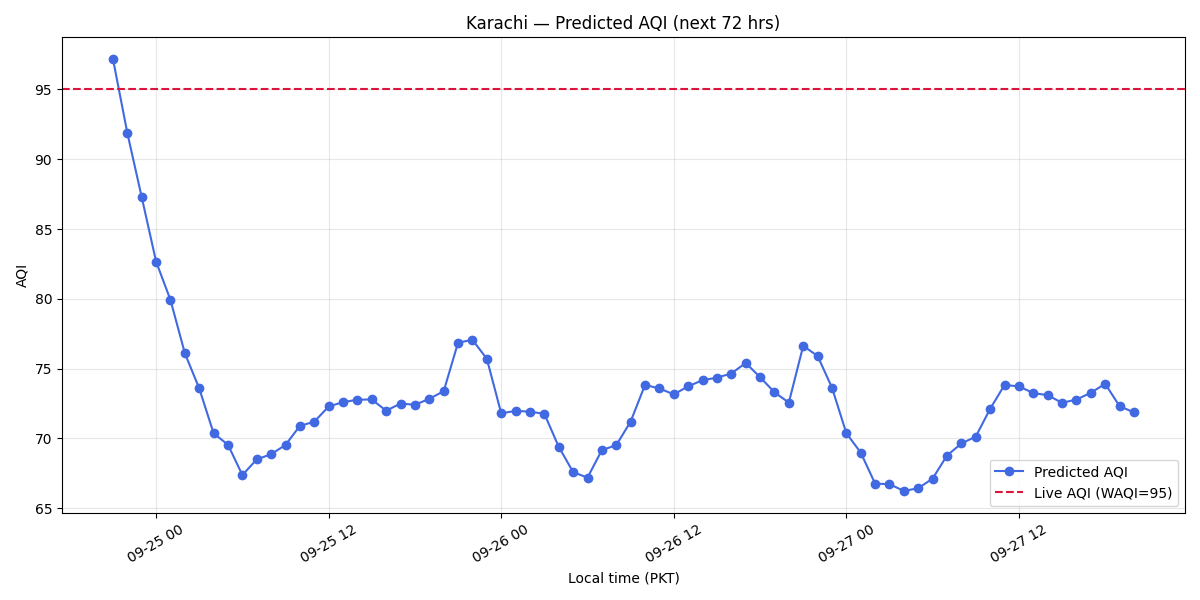 Karachi — Predicted AQI (next 72 hrs)
AQI
95
90
85
80
75
70
65
Predicted AQI
Live AQI (WAQI=95)
09-25 00
09-25 12
09-26 00
09-26 12
09-27 00
09-27 12
Local time (PKT)